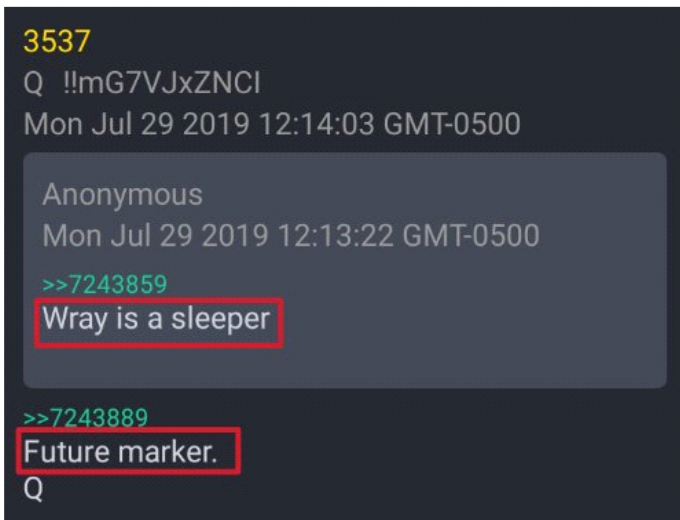 3537
Q !!mG7VJxZNCI
Mon Jul 29 2019 12:14:03 GMT-0500
Anonymous
Mon Jul 29 2019 12:13:22 GMT-0500
>>7243859
Wray is a sleeper
>>7243889
Future marker.
Q